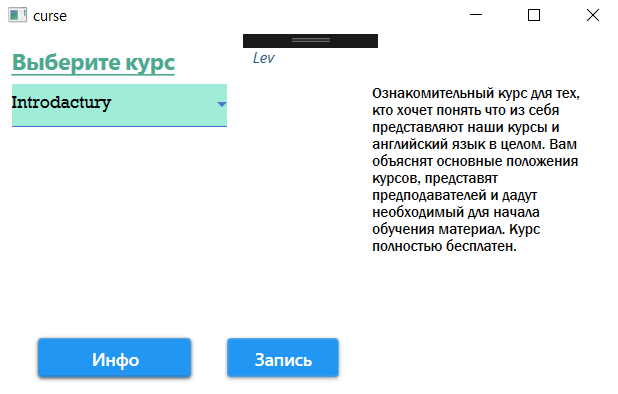 curse
Выберите курс
Lev
Introdactury
Ознакомительный курс для тех,
кто хочет понять что из себя
представляют наши курсы и
английский язык в целом. Вам
объяснят основные положения
курсов, представят
предподавателей и дадут
необходимый для начала
обучения материал. Курс
полностью бесплатен.
Инфо
Запись